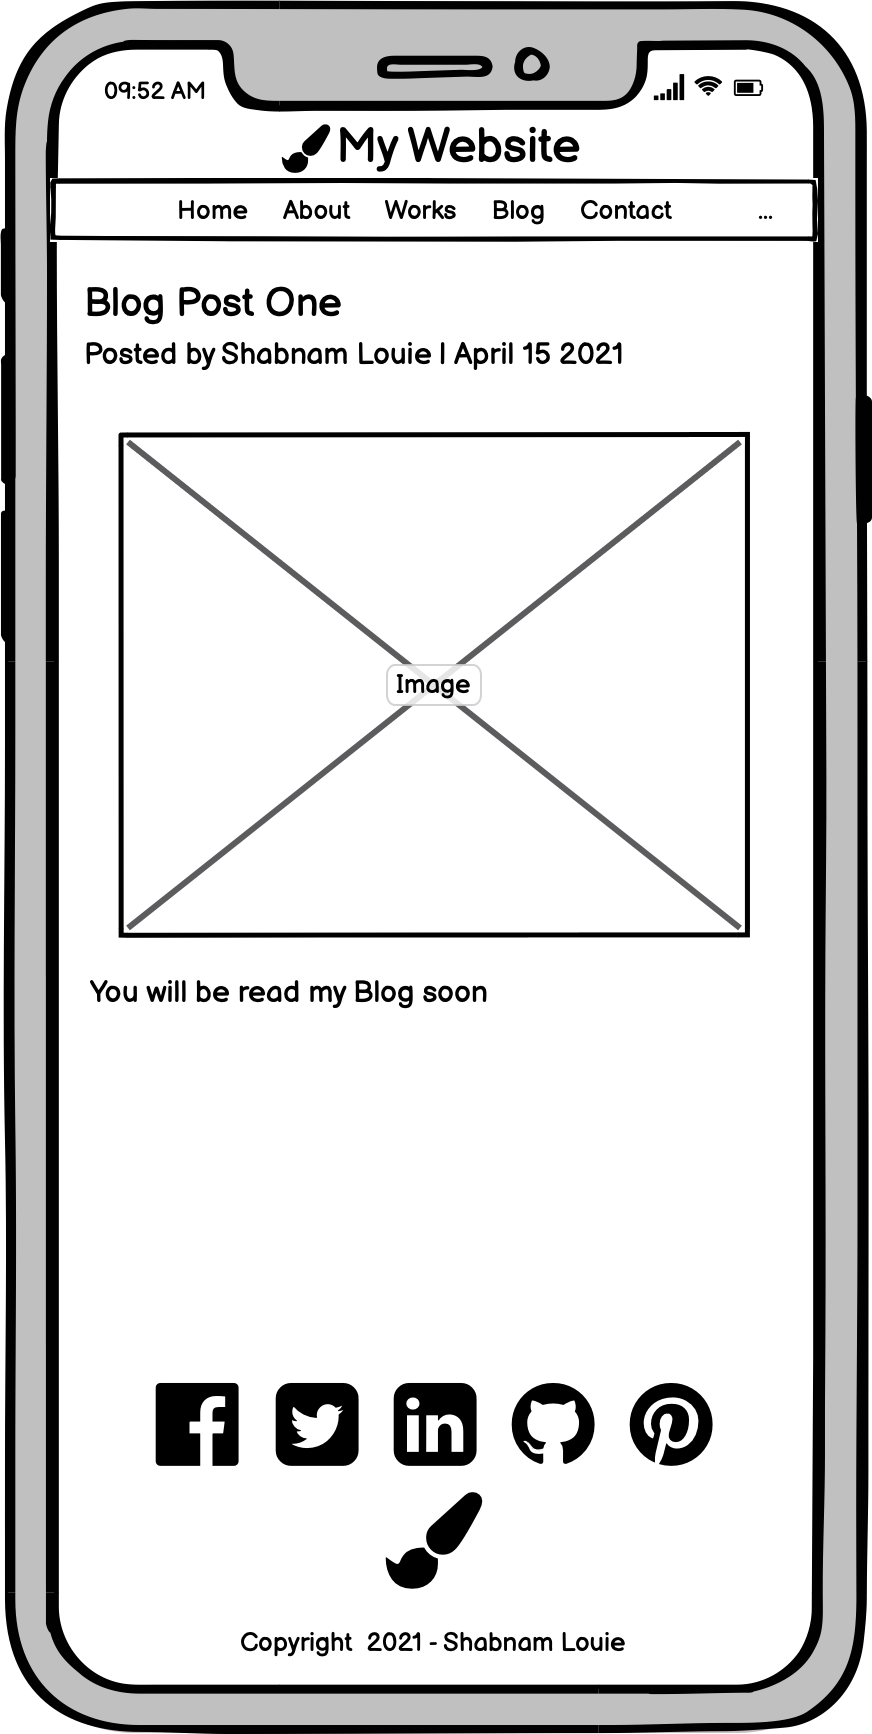 09:52 AM
My Website
Home About Works Blog Contact ...
Blog Post One
Posted by Shabnam Louie | April 15 2021
Image
You will be read my Blog soon
Copyright 2021 - Shabnam Louie